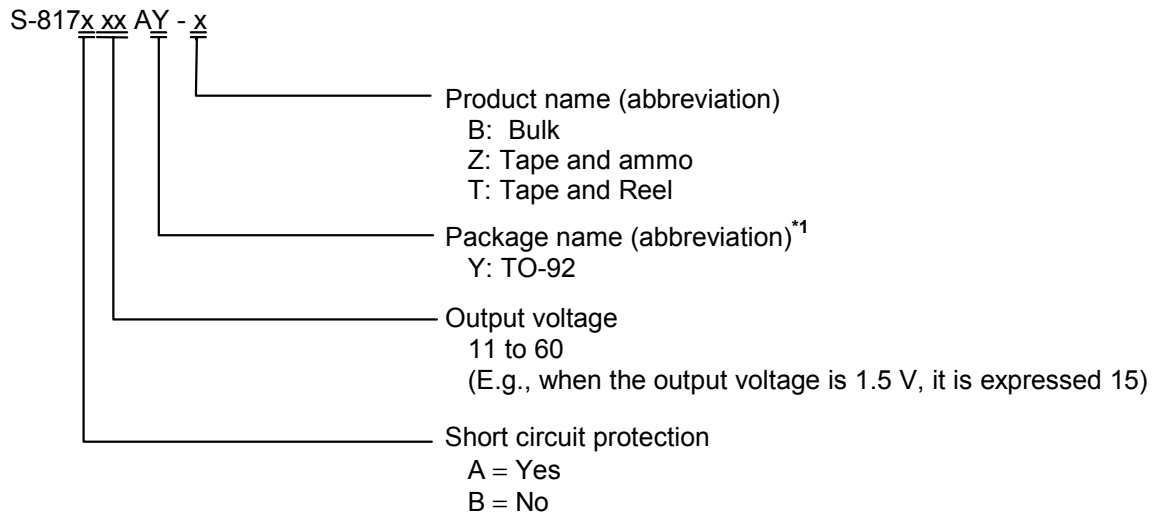 S-817x xx AY - x
Product name (abbreviation)
B: Bulk
Z: Tape and ammo
T: Tape and Reel
Package name (abbreviation)*1
Y: TO-92
Output voltage
11 to 60
(E.g., when the output voltage is 1.5 V, it is expressed 15)
Short circuit protection
A = Yes
B = No